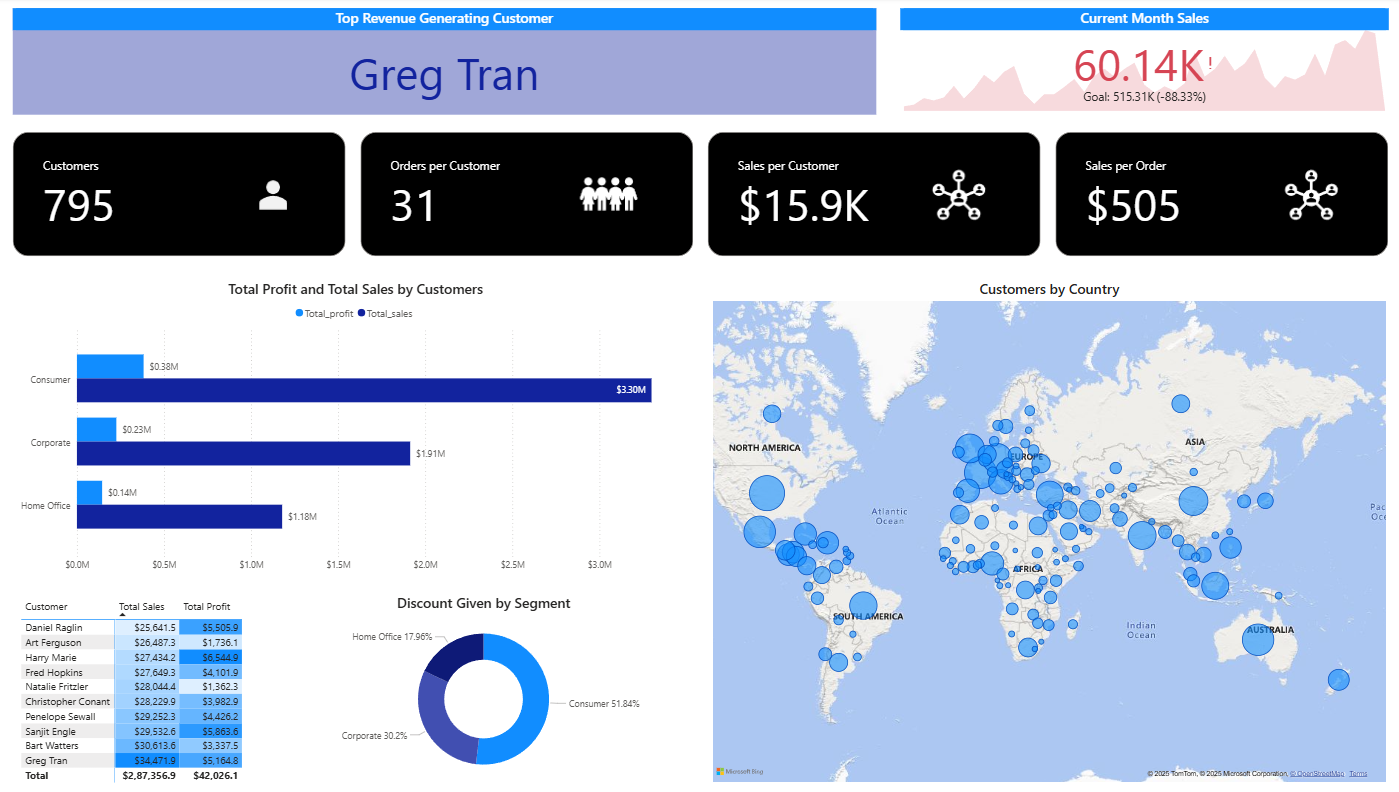 Top Revenue Generating Customer
Greg Tran
Current Month Sales
60.14K!
Goal: 515.31K (-88.33%)
Customers
795
Orders per Customer
31
Sales per Customer
$15.9K
Sales per Order
$505
Total Profit and Total Sales by Customers
Total_profit Total_sales
Consumer
$0.38M
$3.30M
Corporate
$0.23M
$1.91M
Home Office
$0.14M
$1.18M
$0.0M $0.5M $1.0M $1.5M $2.0M $2.5M $3.0M
Customer Total Sales Total Profit
Daniel Raglin $25,641.5 $5,505.9
Art Ferguson $26,487.3 $1,736.1
Harry Marie $27,434.2 $6,544.9
Fred Hopkins $27,649.3 $4,101.9
Natalie Fritzler $28,044.4 $1,362.3
Christopher Conant $28,229.9 $3,982.9
Penelope Sewall $29,252.3 $4,426.2
Sanjit Engle $29,532.6 $5,863.6
Bart Watters $30,613.6 $3,337.5
Greg Tran $34,471.9 $5,164.8
Total $2,87,356.9 $42,026.1
Discount Given by Segment
Home Office 17.96%
Consumer 51.84%
Corporate 30.2%
Customers by Country
NORTH AMERICA
EUROPE
ASIA
Atlantic
Ocean
Pac
Oce
AFRICA
SOUTH AMERICA
Indian
Ocean
AUSTRALIA
Microsoft Bing
© 2025 TomTom, © 2025 Microsoft Corporation, © OpenStreetMap Terms